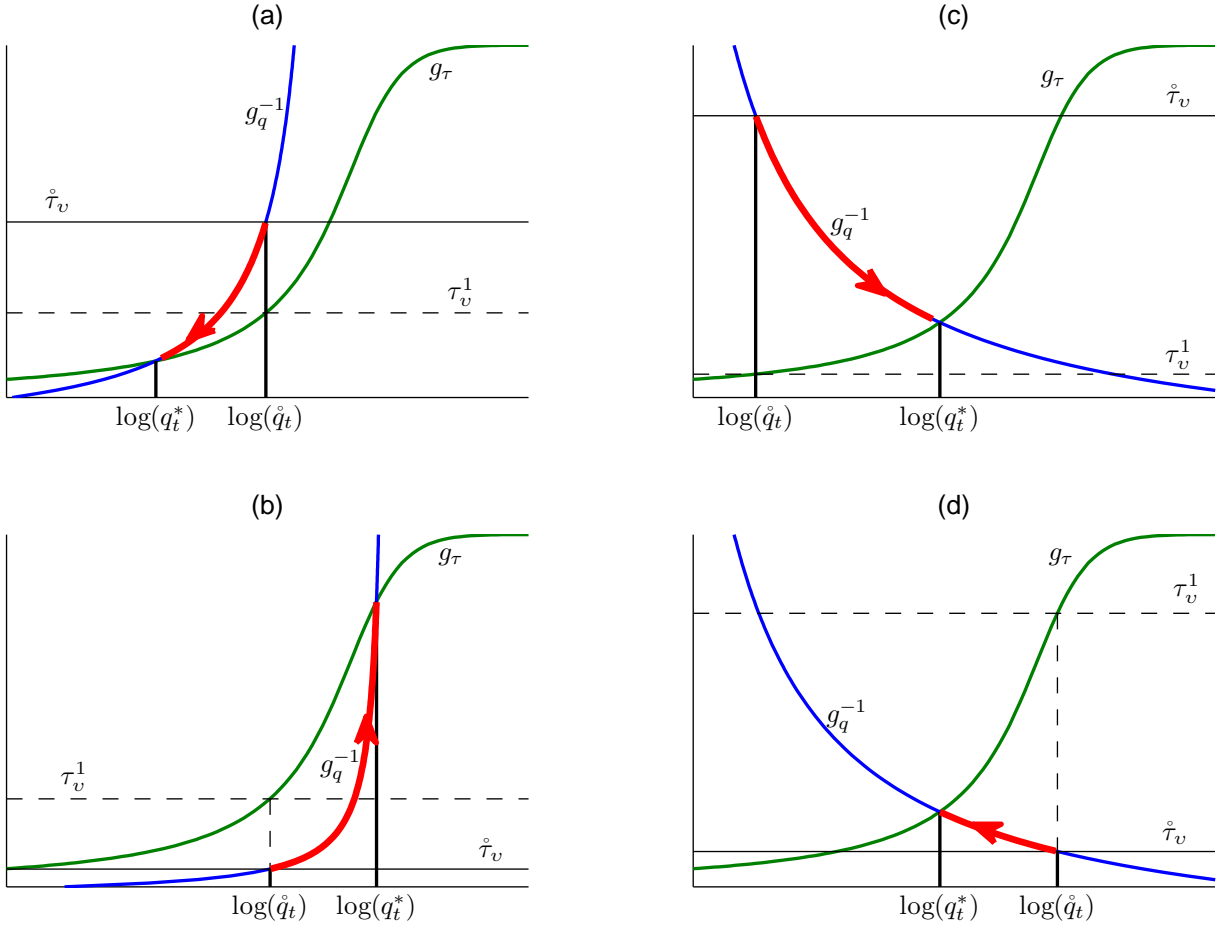 (a)
g_τ
g_q^{-1}
τ̊_υ
τ_υ^1
log(q_t^*) log(q̊_t)
(c)
g_τ
τ̊_υ
g_q^{-1}
τ_υ^1
log(q̊_t) log(q_t^*)
(b)
g_τ
g_q^{-1}
τ_υ^1
τ̊_υ
log(q̊_t) log(q_t^*)
(d)
g_τ
τ_υ^1
g_q^{-1}
τ̊_υ
log(q_t^*) log(q̊_t)